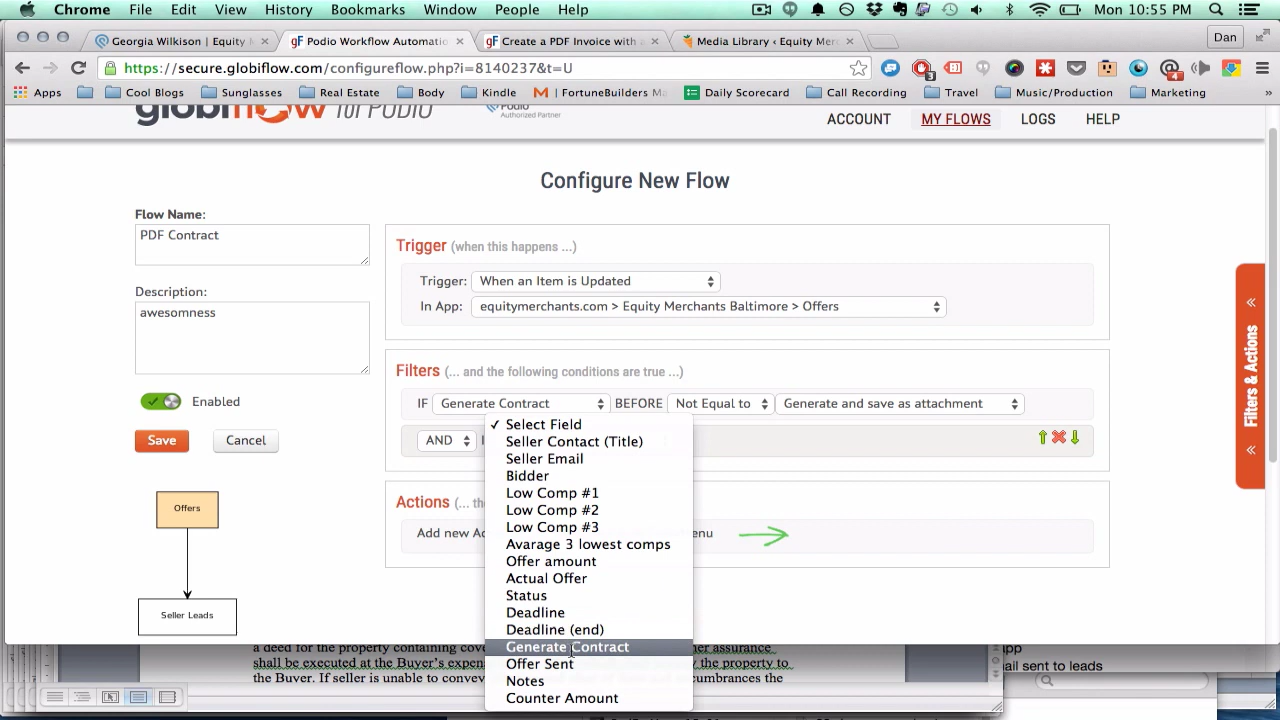 Chrome File Edit View History Bookmarks Window People Help Mon 10:55 PM
Georgia Wilkison | Equity Podio Workflow Automatic Create a PDF Invoice with a Media Library ‹ Equity Mer Dan
https://secure.globiflow.com/configureflow.php?i=8140237&t=U
Apps Cool Blogs Sunglasses Real Estate Body Kindle FortuneBuilders Daily Scorecard Call Recording Travel Music/Production Marketing »
globiflow for PODIO Podio
Authorized Partner
ACCOUNT MY FLOWS LOGS HELP
Configure New Flow
Flow Name:
PDF Contract
Description:
awesomness
Enabled
Save Cancel
Offers
Seller Leads
Trigger (when this happens ...)
Trigger: When an Item is Updated
In App: equitymerchants.com > Equity Merchants Baltimore > Offers
Filters (... and the following conditions are true ...)
IF Generate Contract BEFORE Not Equal to Generate and save as attachment
AND
✓ Select Field
Seller Contact (Title)
Seller Email
Bidder
Low Comp #1
Low Comp #2
Low Comp #3
Avarage 3 lowest comps
Offer amount
Actual Offer
Status
Deadline
Deadline (end)
Generate Contract
Offer Sent
Notes
Counter Amount
Actions
Add new
« Filters & Actions «
a deed for the property containing
shall be executed at the Buyer's
the Buyer. If seller is unable to
assurance
the property to
the
ail sent to leads